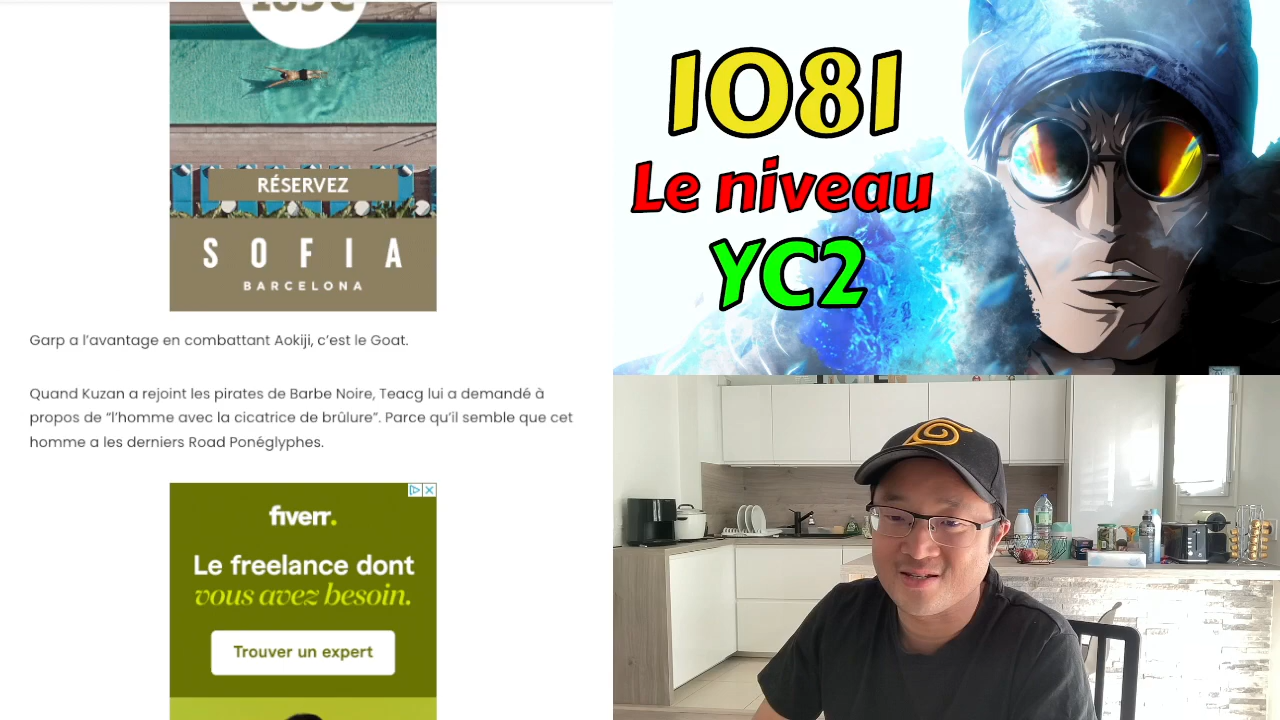 RÉSERVEZ
SOFIA
BARCELONA
Garp a l’avantage en combattant Aokiji, c’est le Goat.
Quand Kuzan a rejoint les pirates de Barbe Noire, Teacg lui a demandé à
propos de “l’homme avec la cicatrice de brûlure”. Parce qu’il semble que cet
homme a les derniers Road Ponéglyphes.
fiverr.
Le freelance dont
vous avez besoin.
Trouver un expert
1081
Le niveau
YC2